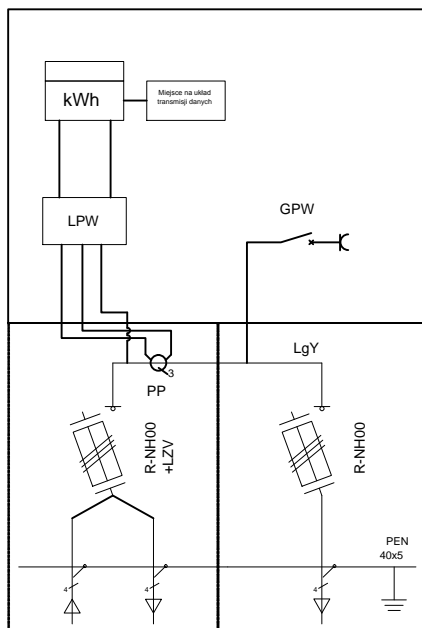 kWh
Miejsce na układ
transmisji danych
LPW
GPW
3
PP
LgY
R-NH00
+LZV
R-NH00
PEN
40x5
4
4
4